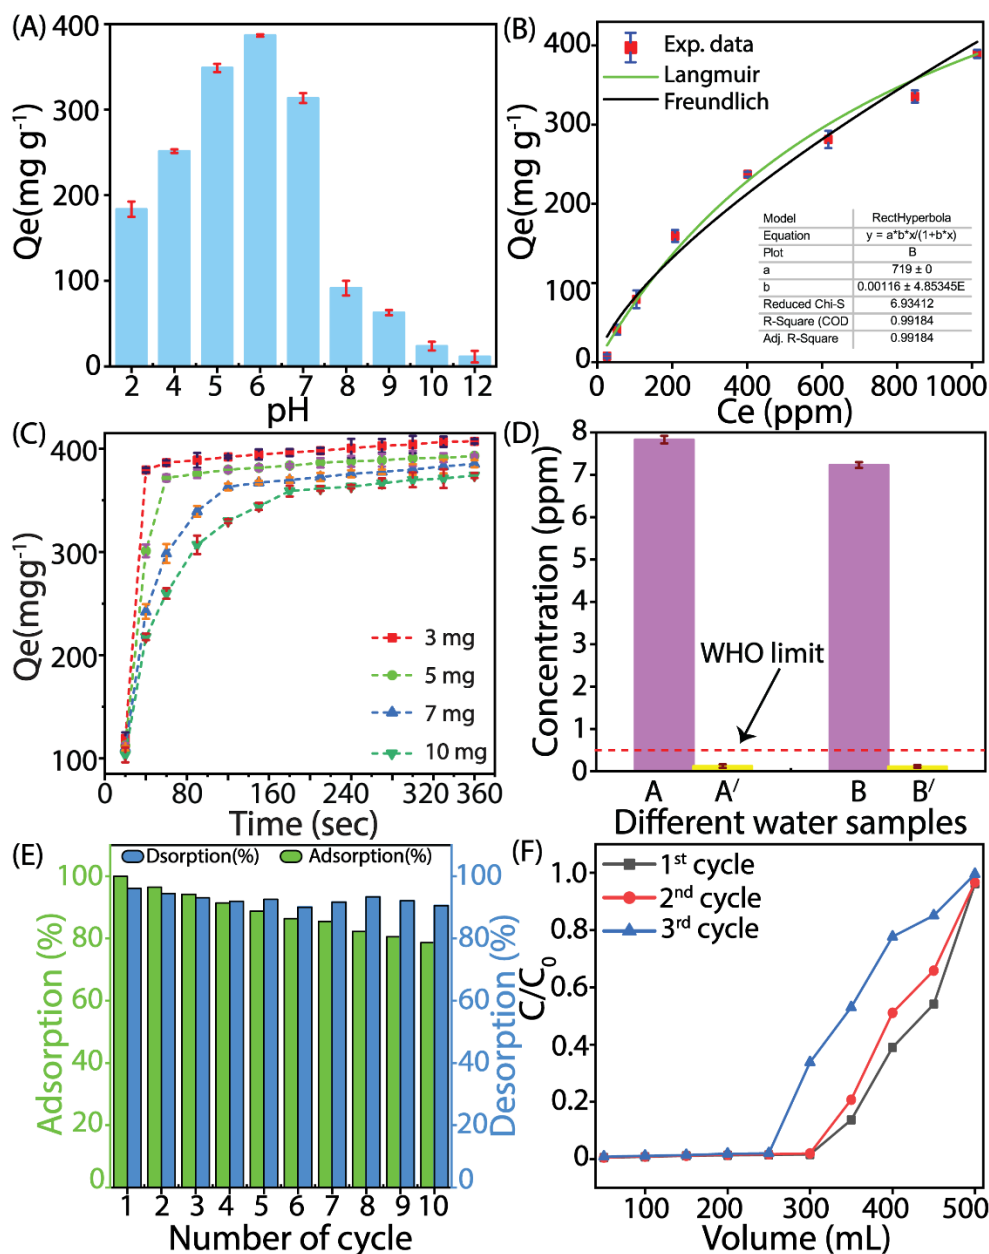 (A)
400
300
200
100
0
Qe(mg g-1)
2 4 5 6 7 8 9 10 12
pH
(B)
400
300
200
100
0
Qe(mg g-1)
Exp. data
Langmuir
Freundlich
Model RectHyperbola
Equation y = a*b*x/(1+b*x)
Plot B
a 719 ± 0
b 0.00116 ± 4.85345E
Reduced Chi-S 6.93412
R-Square (COD 0.99184
Adj. R-Square 0.99184
0 200 400 600 800 1000
Ce (ppm)
(C)
400
300
200
100
Qe(mgg-1)
3 mg
5 mg
7 mg
10 mg
0 80 160 240 320 360
Time (sec)
(D)
8
7
6
5
4
3
2
1
0
Concentration (ppm)
WHO limit
A A/ B B/
Different water samples
(E)
Dsorption(%) Adsorption(%)
100 100
80 80
60 60
40 40
20 20
0 0
Adsorption (%)
Desorption (%)
1 2 3 4 5 6 7 8 9 10
Number of cycle
(F)
1st cycle
2nd cycle
3rd cycle
1.0
0.8
0.6
0.4
0.2
0
C/C0
100 200 300 400 500
Volume (mL)